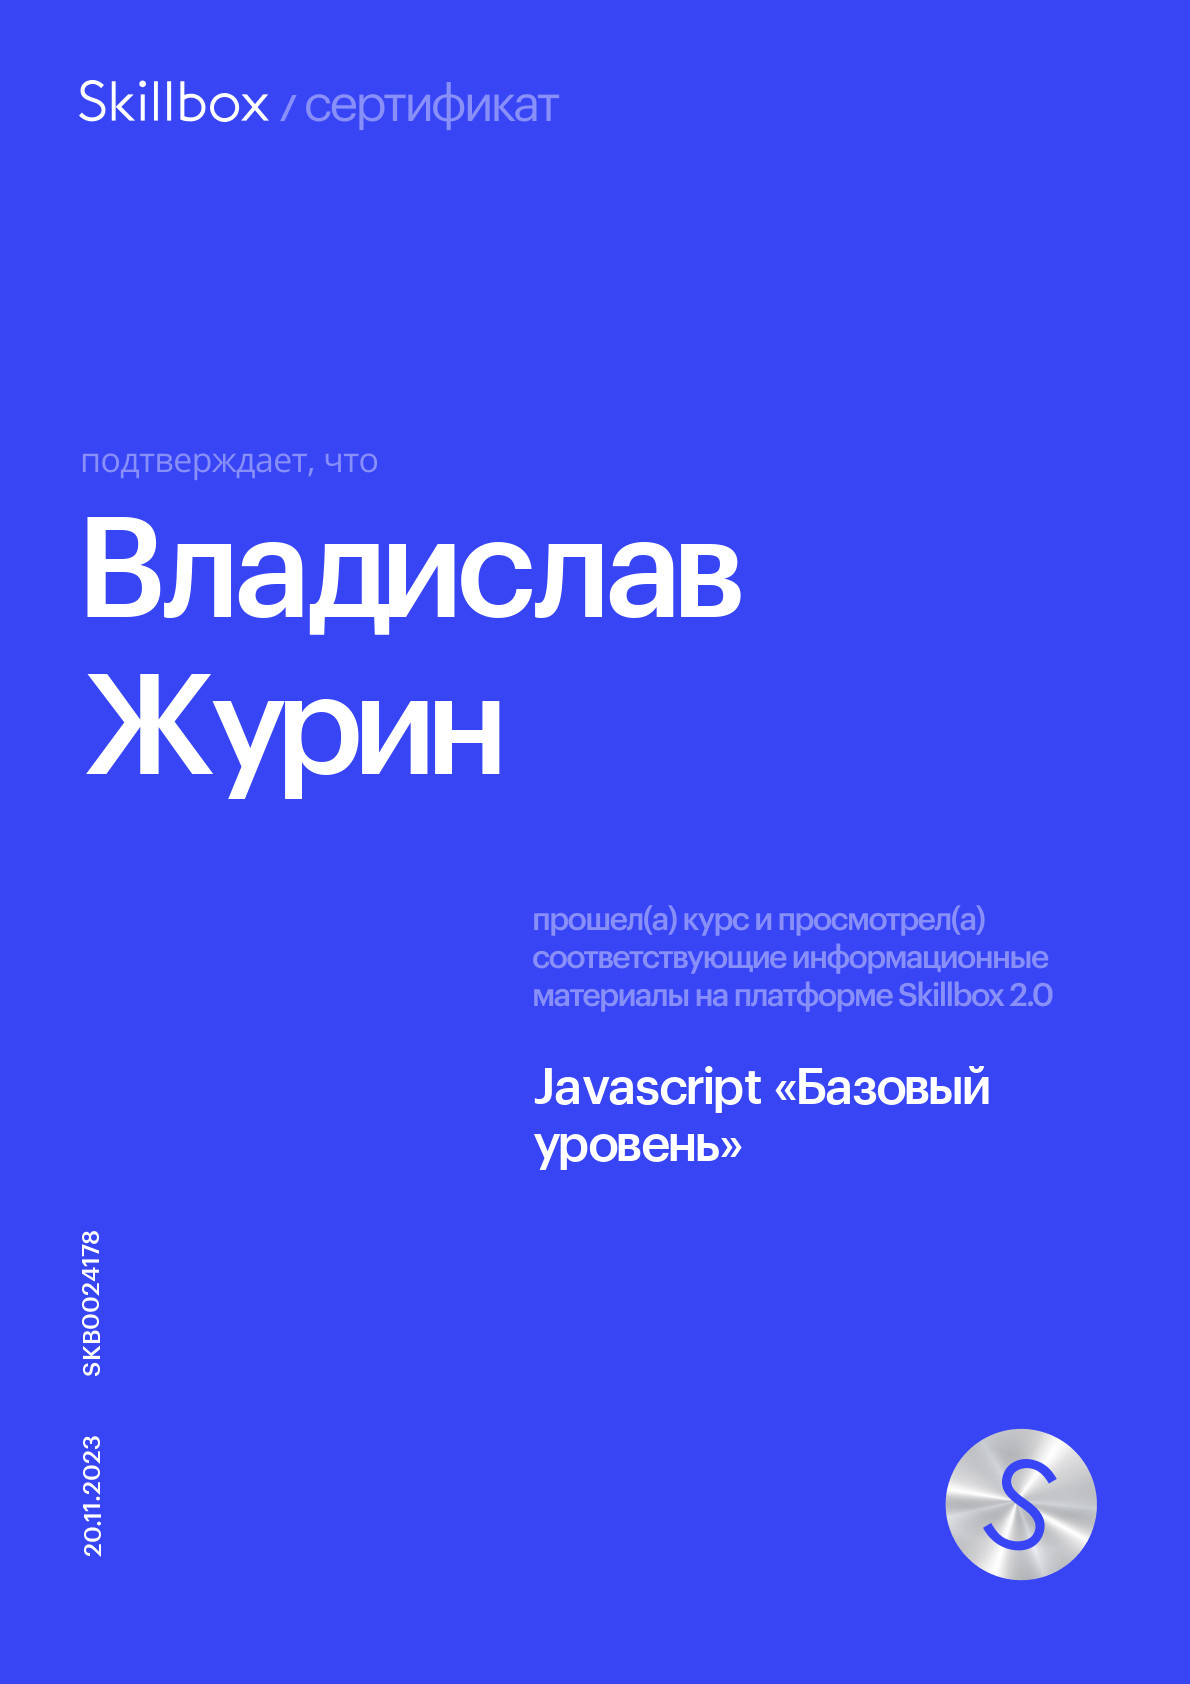 Skillbox / сертификат
подтверждает, что
Владислав
Журин
прошел(а) курс и просмотрел(а)
соответствующие информационные
материалы на платформе Skillbox 2.0
Javascript «Базовый
уровень»
SKB0024178
20.11.2023
S